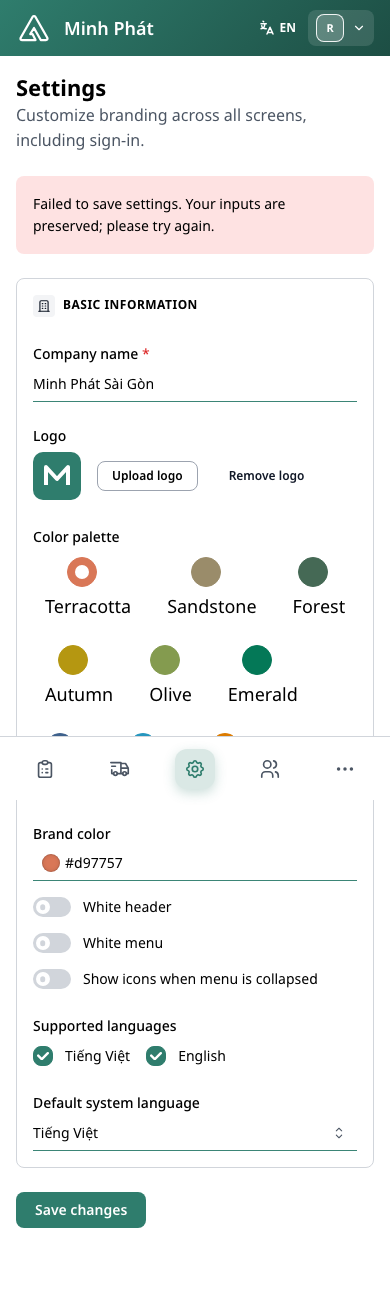 Minh Phát
EN
R
Settings
Customize branding across all screens,
including sign-in.
Failed to save settings. Your inputs are
preserved; please try again.
BASIC INFORMATION
Company name *
Minh Phát Sài Gòn
Logo
M
Upload logo
Remove logo
Color palette
Terracotta
Sandstone
Forest
Autumn
Olive
Emerald
Brand color
#d97757
White header
White menu
Show icons when menu is collapsed
Supported languages
Tiếng Việt
English
Default system language
Tiếng Việt
Save changes